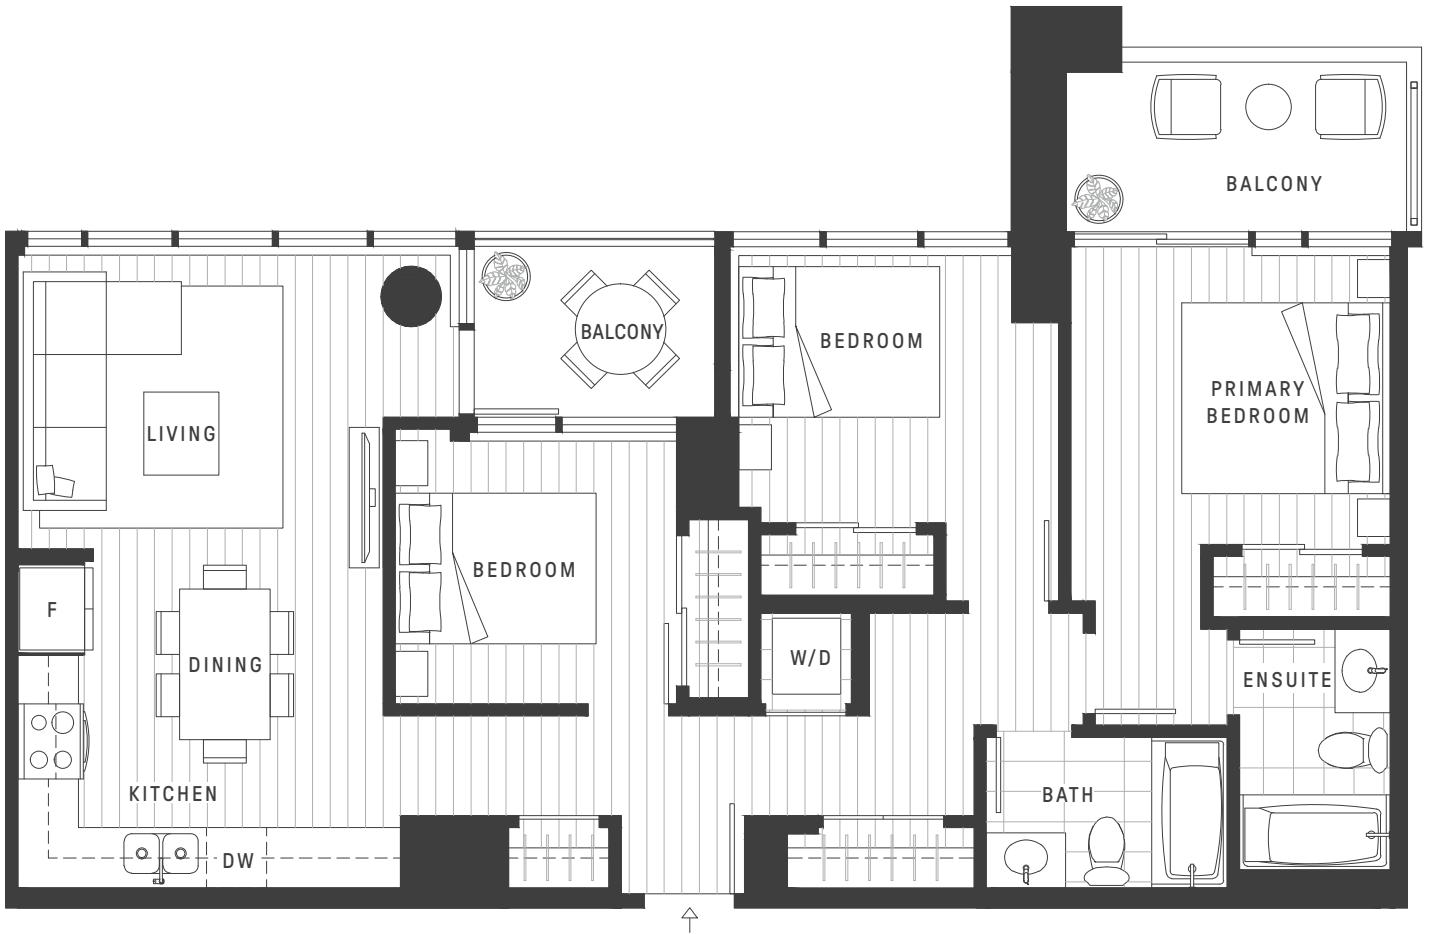 BALCONY
BALCONY
BEDROOM
PRIMARY
BEDROOM
LIVING
BEDROOM
F
DINING
W/D
ENSUITE
KITCHEN
BATH
DW